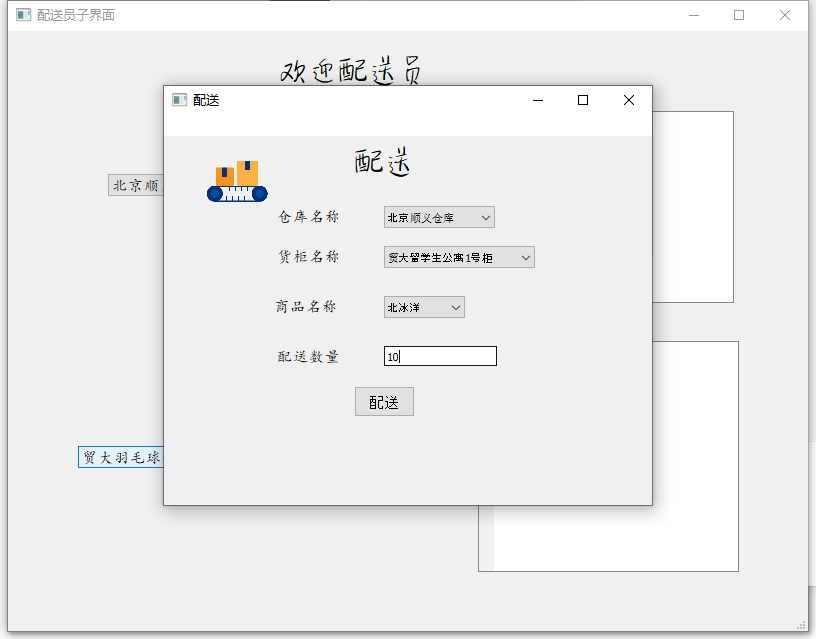 配送员子界面
欢迎配送员
配送
配送
北京顺
仓库名称 北京顺义仓库
货柜名称 贸大留学生公寓1号柜
商品名称 北冰洋
配送数量 10
配送
贸大羽毛球